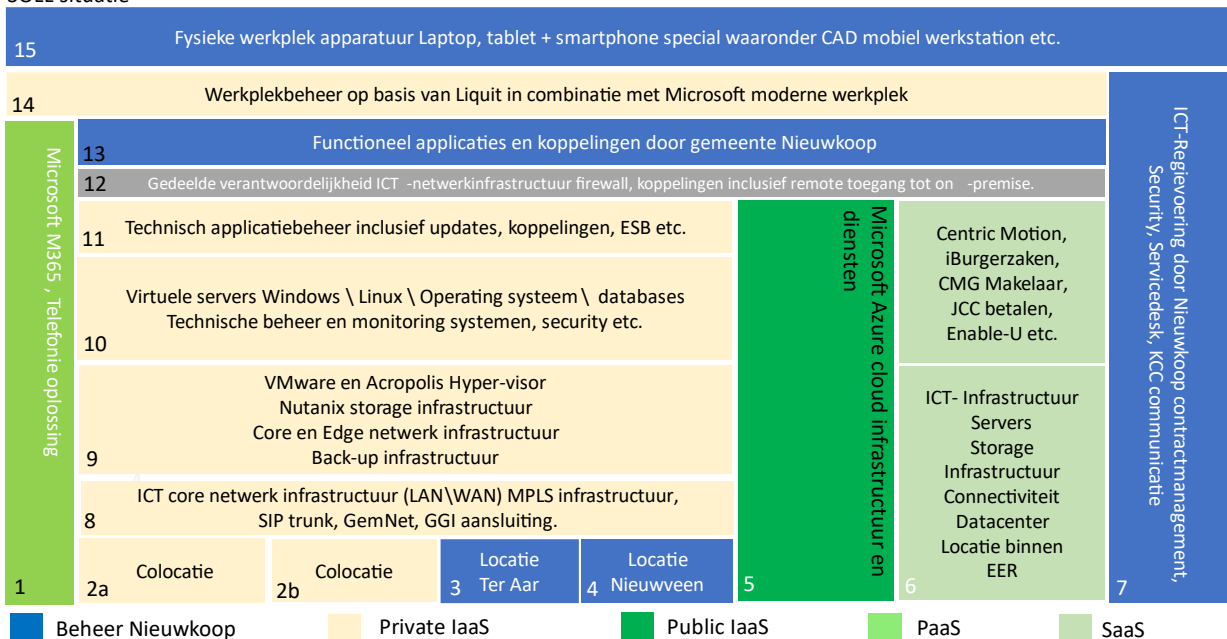 SOLL situatie
15
Fysieke werkplek apparatuur Laptop, tablet + smartphone special waaronder CAD mobiel werkstation etc.
14
Werkplekbeheer op basis van Liquit in combinatie met Microsoft moderne werkplek
13
Functioneel applicaties en koppelingen door gemeente Nieuwkoop
12
Gedeelde verantwoordelijkheid ICT -netwerkinfrastructuur firewall, koppelingen inclusief remote toegang tot on -premise.
11
Technisch applicatiebeheer inclusief updates, koppelingen, ESB etc.
Virtuele servers Windows \ Linux \ Operating systeem \ databases
Technische beheer en monitoring systemen, security etc.
10
VMware en Acropolis Hyper-visor
Nutanix storage infrastructuur
Core en Edge netwerk infrastructuur
Back-up infrastructuur
9
ICT core netwerk infrastructuur (LAN\WAN) MPLS infrastructuur,
SIP trunk, GemNet, GGI aansluiting.
8
Colocatie
2a
Colocatie
2b
Locatie
Ter Aar
3
Locatie
Nieuwveen
4
Microsoft M365 , Telefonie oplossing
1
Microsoft Azure cloud infrastructuur en
diensten
5
Centric Motion,
iBurgerzaken,
CMG Makelaar,
JCC betalen,
Enable-U etc.
ICT- Infrastructuur
Servers
Storage
Infrastructuur
Connectiviteit
Datacenter
Locatie binnen
EER
6
ICT-Regievoering door Nieuwkoop contractmanagement,
Security, Servicedesk, KCC communicatie
7
Beheer Nieuwkoop
Private IaaS
Public IaaS
PaaS
SaaS